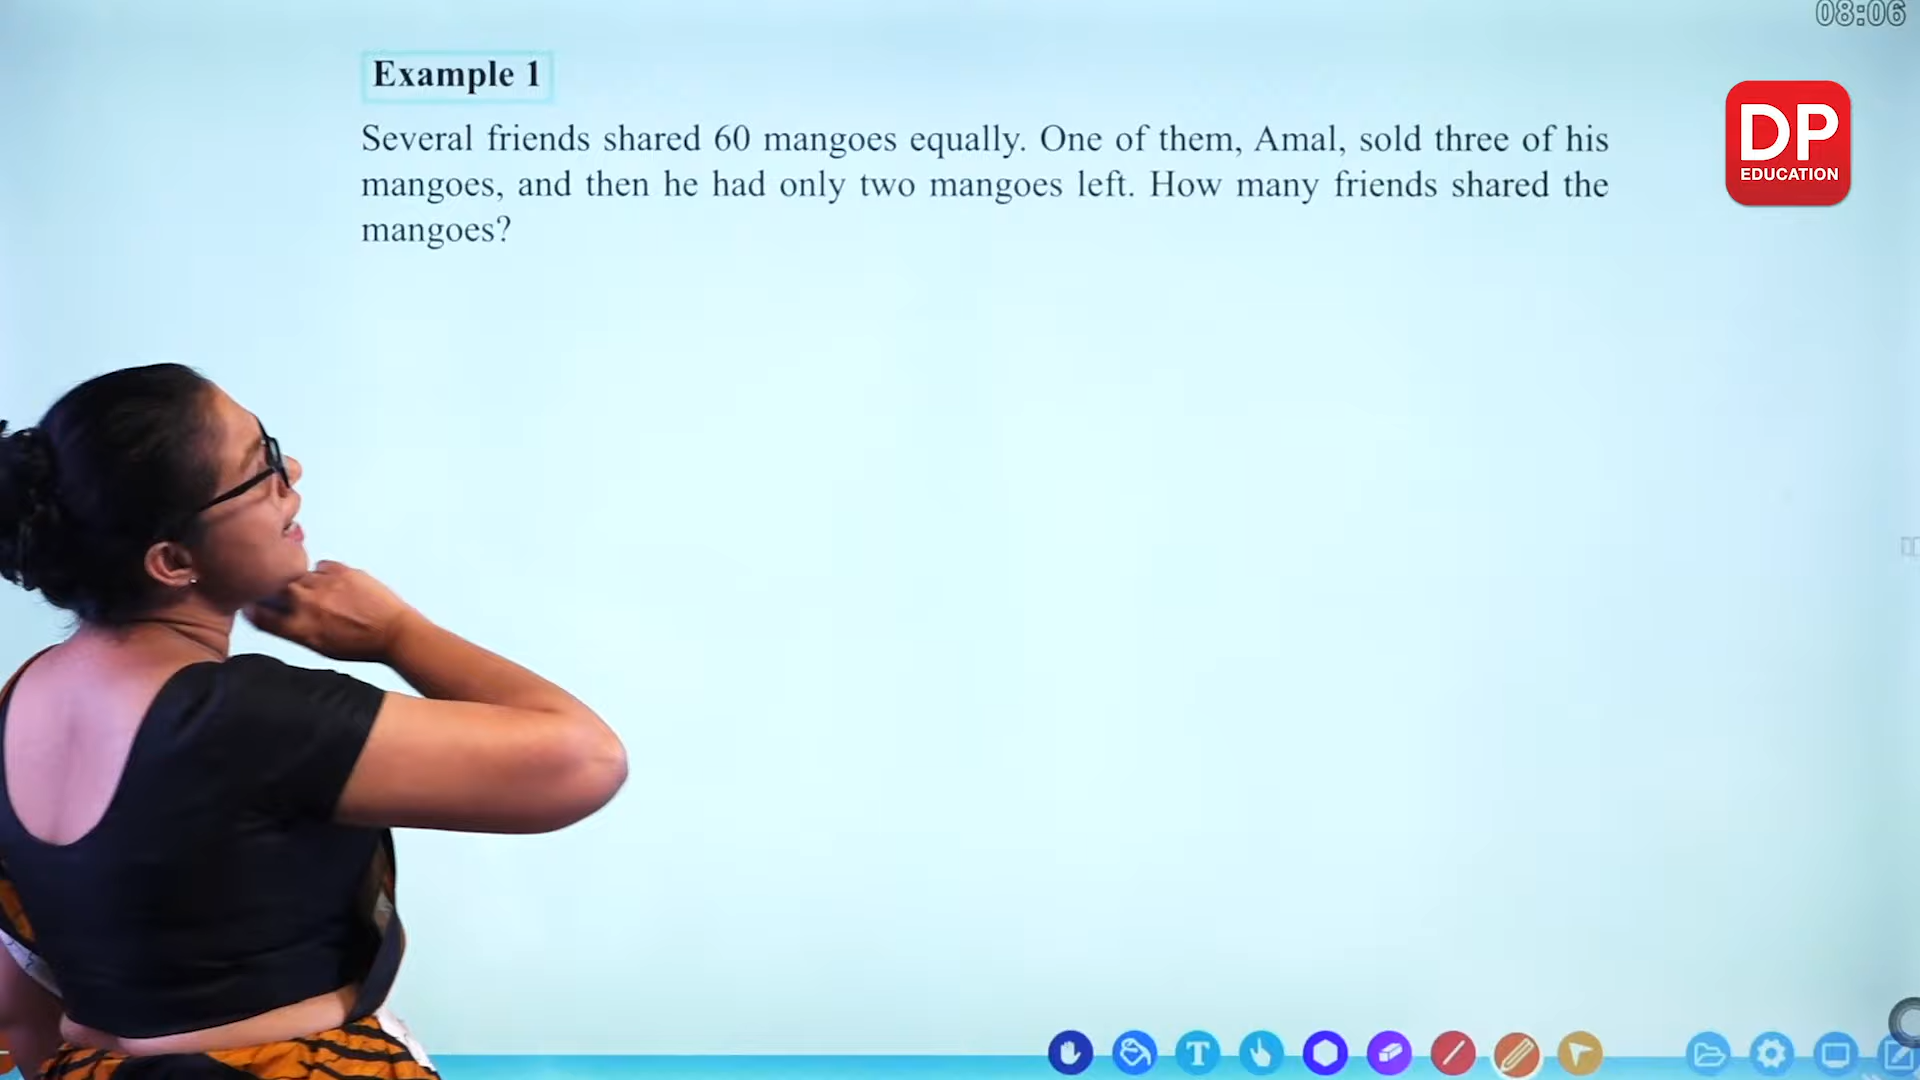 08:06
Example 1
Several friends shared 60 mangoes equally. One of them, Amal, sold three of his
mangoes, and then he had only two mangoes left. How many friends shared the
mangoes?
DP
EDUCATION
T